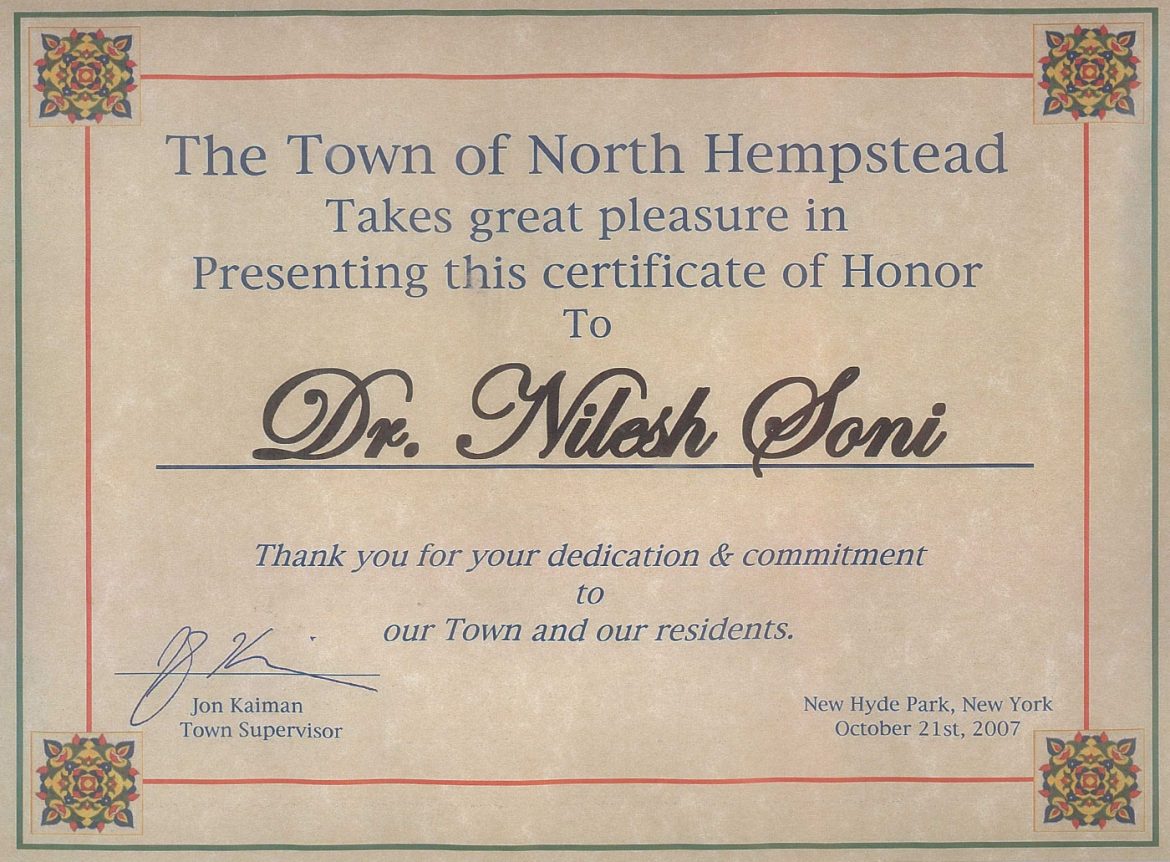 The Town of North Hempstead
Takes great pleasure in
Presenting this certificate of Honor
To
Dr. Nilesh Soni
Thank you for your dedication & commitment
to
our Town and our residents.
Jon Kaiman
Town Supervisor
New Hyde Park, New York
October 21st, 2007